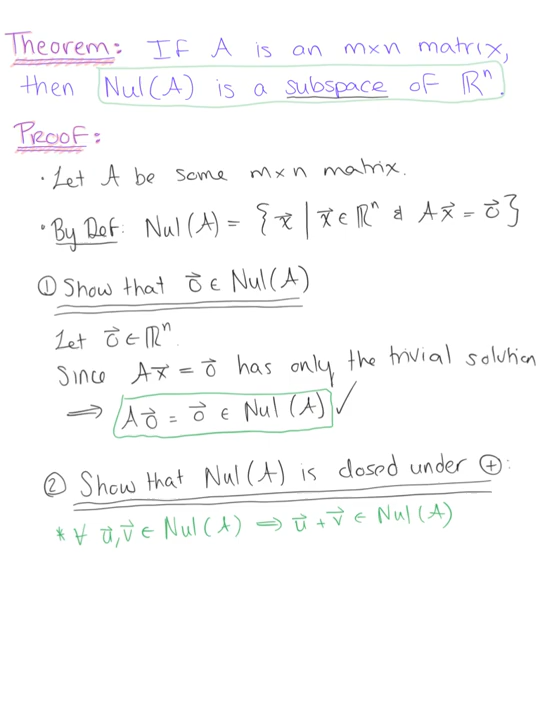 Theorem: If A is an m×n matrix,
then Nul(A) is a subspace of ℝⁿ.
Proof:
· Let A be some m×n matrix.
· By Def: Nul(A) = { x⃗ | x⃗ ∈ ℝⁿ & Ax⃗ = 0⃗ }
① Show that 0⃗ ∈ Nul(A)
Let 0⃗ ∈ ℝⁿ.
Since Ax⃗ = 0⃗ has only the trivial solution
⟹ A0⃗ = 0⃗ ∈ Nul(A) ✓
② Show that Nul(A) is closed under ⊕:
* ∀ u⃗, v⃗ ∈ Nul(A) ⟹ u⃗ + v⃗ ∈ Nul(A)